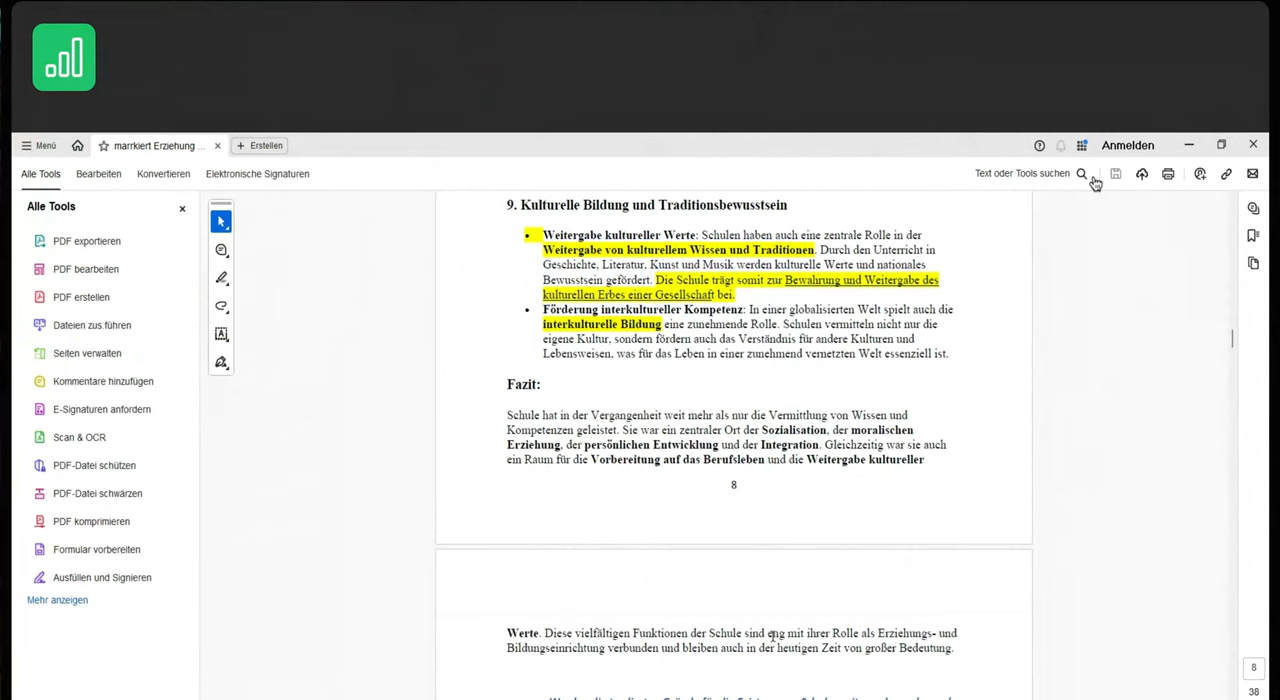 Menü
marrkiert Erziehung ...
Erstellen
Anmelden
Alle Tools
Bearbeiten
Konvertieren
Elektronische Signaturen
Text oder Tools suchen
Alle Tools
PDF exportieren
PDF bearbeiten
PDF erstellen
Dateien zus führen
Seiten verwalten
Kommentare hinzufügen
E-Signaturen anfordern
Scan & OCR
PDF-Datei schützen
PDF-Datei schwärzen
PDF komprimieren
Formular vorbereiten
Ausfüllen und Signieren
Mehr anzeigen
9. Kulturelle Bildung und Traditionsbewusstsein
• Weitergabe kultureller Werte: Schulen haben auch eine zentrale Rolle in der
Weitergabe von kulturellem Wissen und Traditionen. Durch den Unterricht in
Geschichte, Literatur, Kunst und Musik werden kulturelle Werte und nationales
Bewusstsein gefördert. Die Schule trägt somit zur Bewahrung und Weitergabe des
kulturellen Erbes einer Gesellschaft bei.
• Förderung interkultureller Kompetenz: In einer globalisierten Welt spielt auch die
interkulturelle Bildung eine zunehmende Rolle. Schulen vermitteln nicht nur die
eigene Kultur, sondern fördern auch das Verständnis für andere Kulturen und
Lebensweisen, was für das Leben in einer zunehmend vernetzten Welt essenziell ist.
Fazit:
Schule hat in der Vergangenheit weit mehr als nur die Vermittlung von Wissen und
Kompetenzen geleistet. Sie war ein zentraler Ort der Sozialisation, der moralischen
Erziehung, der persönlichen Entwicklung und der Integration. Gleichzeitig war sie auch
ein Raum für die Vorbereitung auf das Berufsleben und die Weitergabe kultureller
8
Werte. Diese vielfältigen Funktionen der Schule sind eng mit ihrer Rolle als Erziehungs- und
Bildungseinrichtung verbunden und bleiben auch in der heutigen Zeit von großer Bedeutung.
8
38